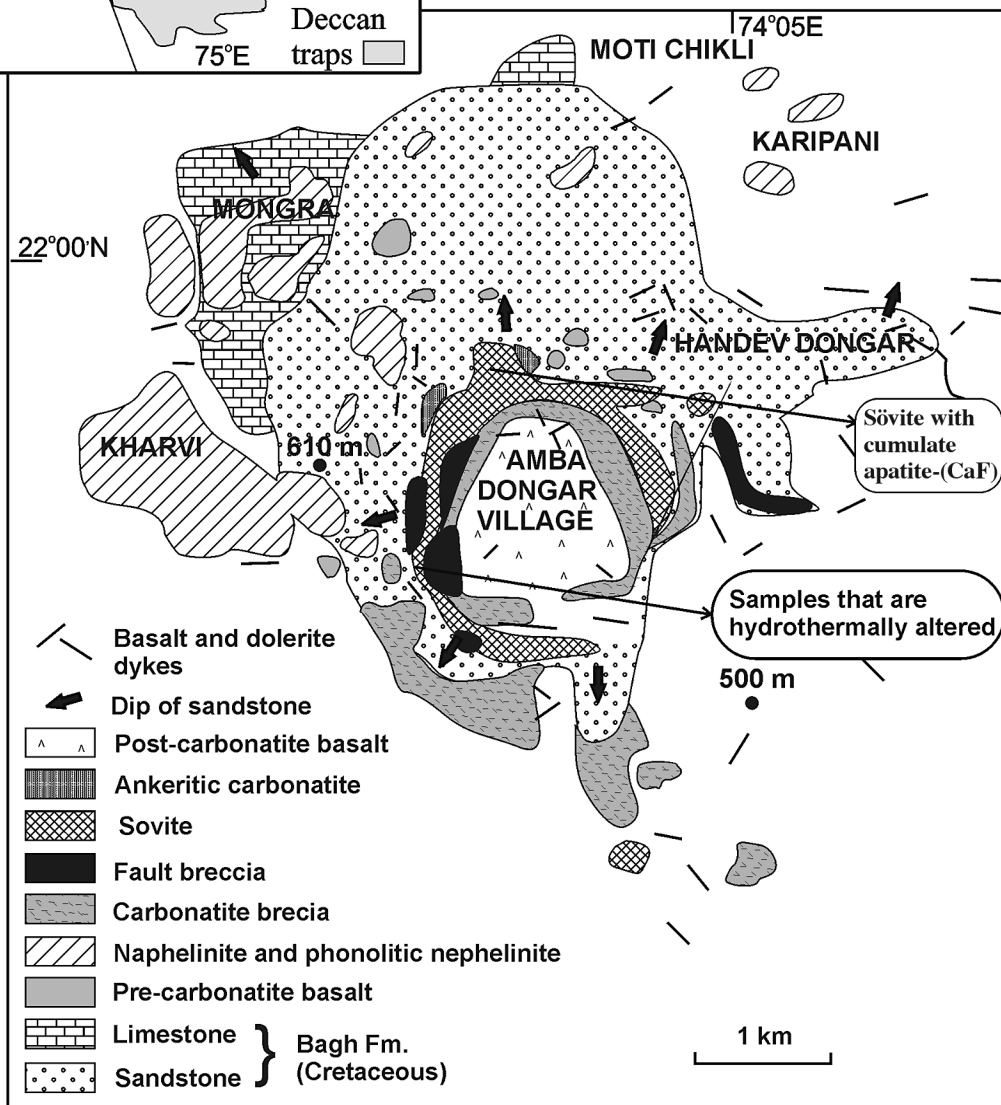 Deccan
traps
75°E
74°05E
MOTI CHIKLI
KARIPANI
MONGRA
22°00'N
HANDEV DONGAR
Sövite with
cumulate
apatite-(CaF)
KHARVI
610 m
AMBA
DONGAR
VILLAGE
Samples that are
hydrothermally altered
500 m
Basalt and dolerite
dykes
Dip of sandstone
Post-carbonatite basalt
Ankeritic carbonatite
Sovite
Fault breccia
Carbonatite brecia
Naphelinite and phonolitic nephelinite
Pre-carbonatite basalt
Limestone
Sandstone
Bagh Fm.
(Cretaceous)
1 km